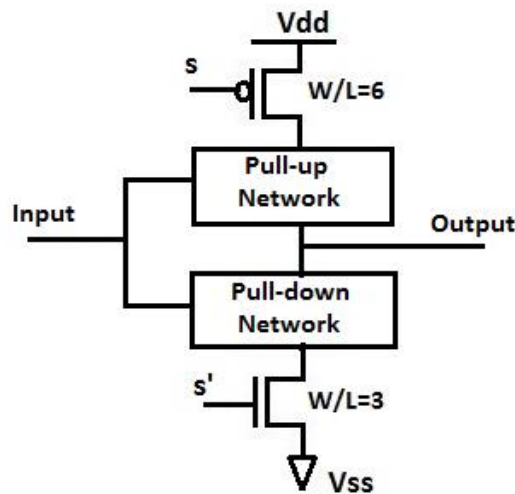 Vdd
s
W/L=6
Pull-up
Network
Input
Output
Pull-down
Network
s'
W/L=3
Vss